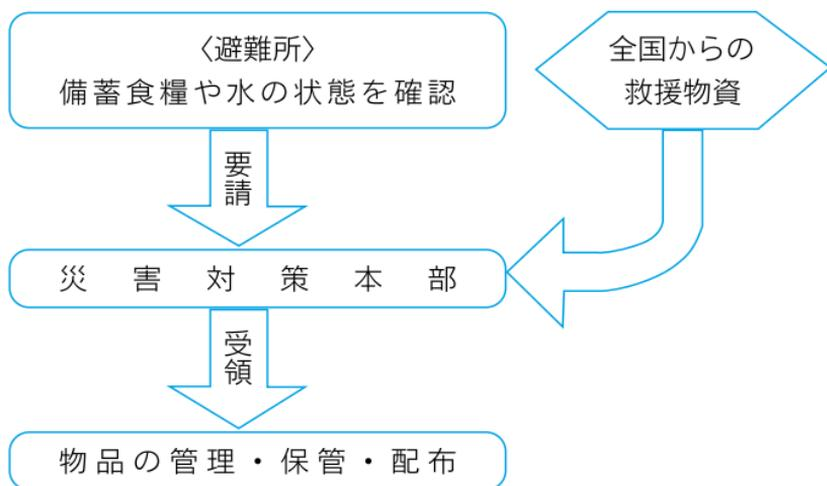 〈避難所〉
備蓄食糧や水の状態を確認
全国からの
救援物資
要請
災害対策本部
受領
物品の管理・保管・配布